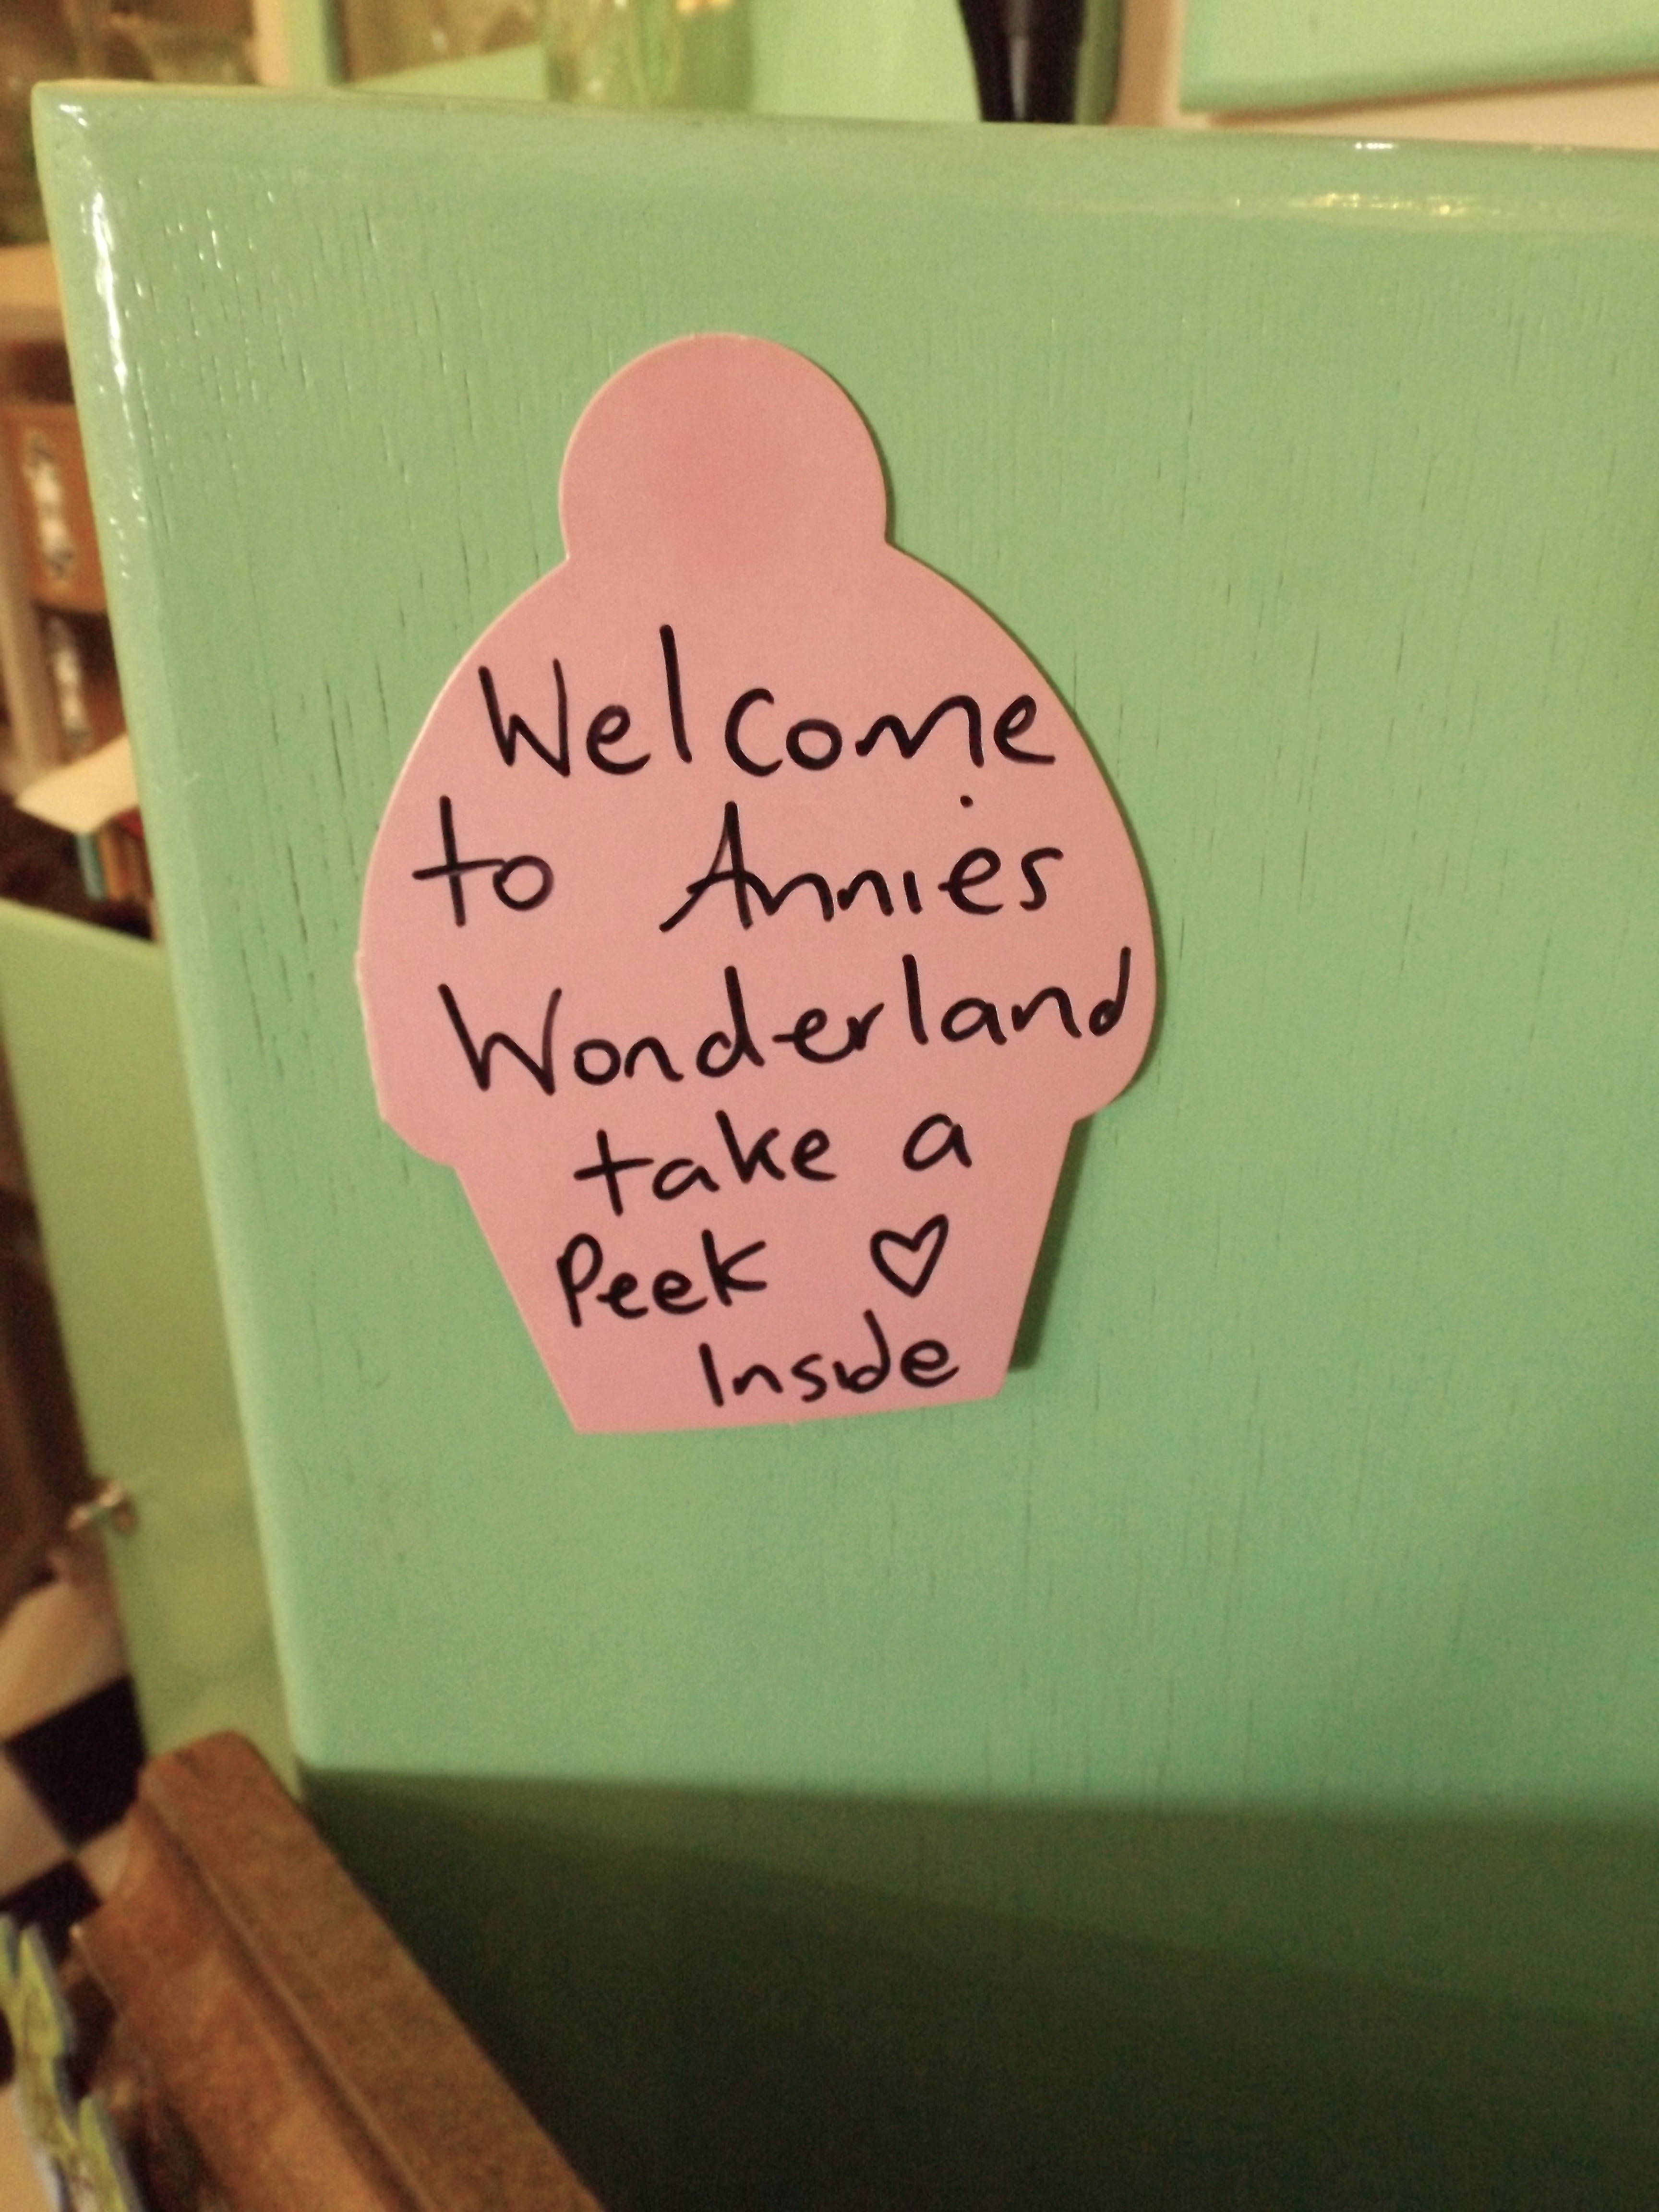 Welcome
to Annies
Wonderland
take a
Peek ♡
Inside